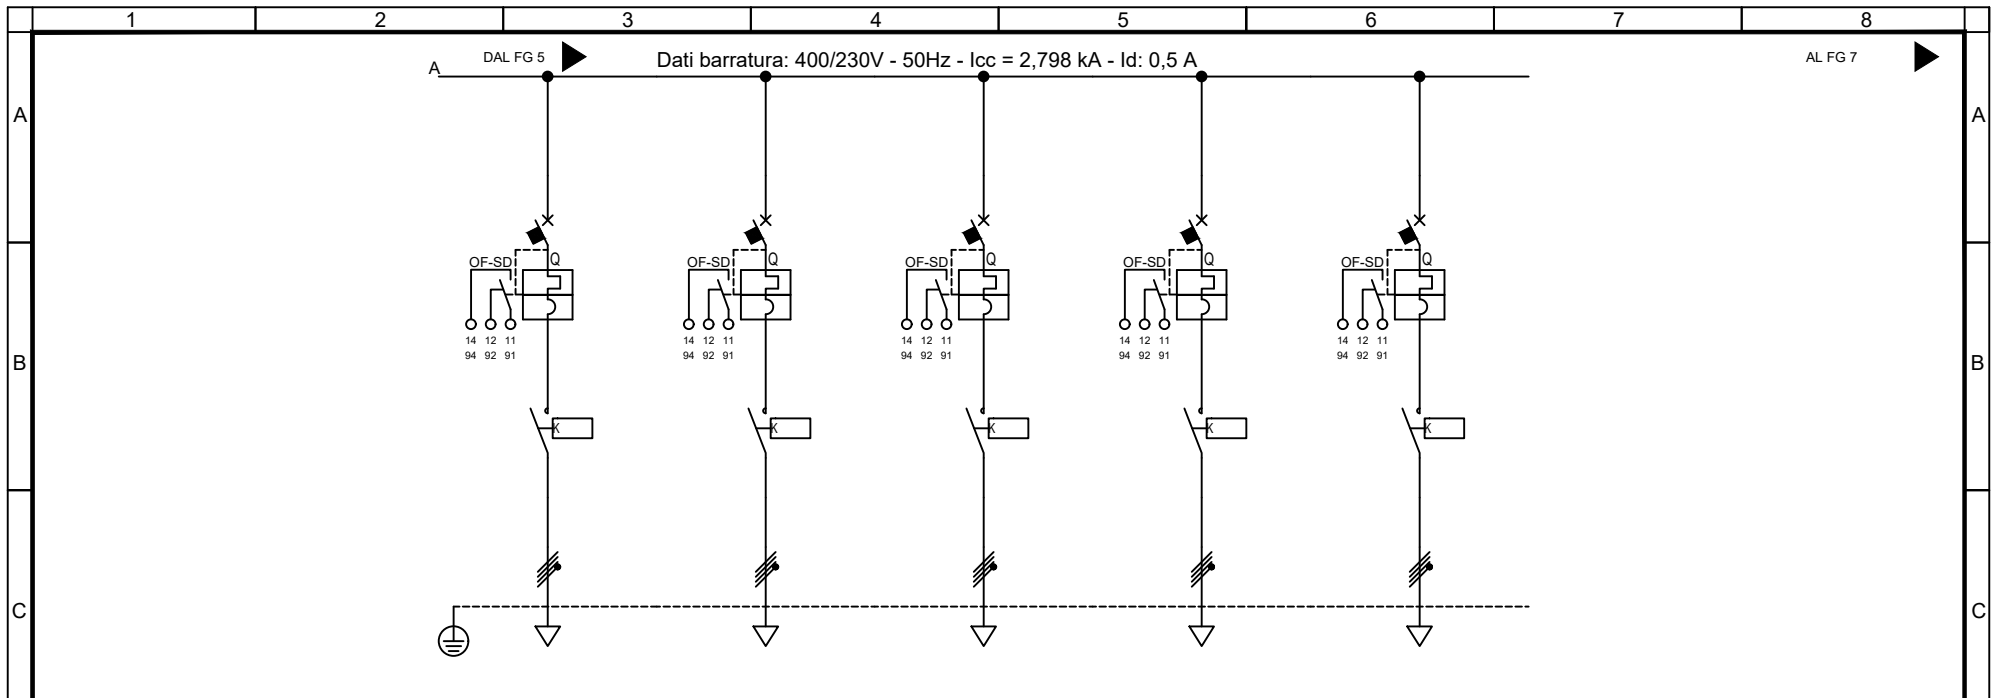 1 2 3 4 5 6 7 8
DAL FG 5 Dati barratura: 400/230V - 50Hz - Icc = 2,798 kA - Id: 0,5 A AL FG 7
A
A A
OF-SD Q OF-SD Q OF-SD Q OF-SD Q OF-SD Q
14 12 11 14 12 11 14 12 11 14 12 11 14 12 11
94 92 91 94 92 91 94 92 91 94 92 91 94 92 91
B B
K K K K K
C C